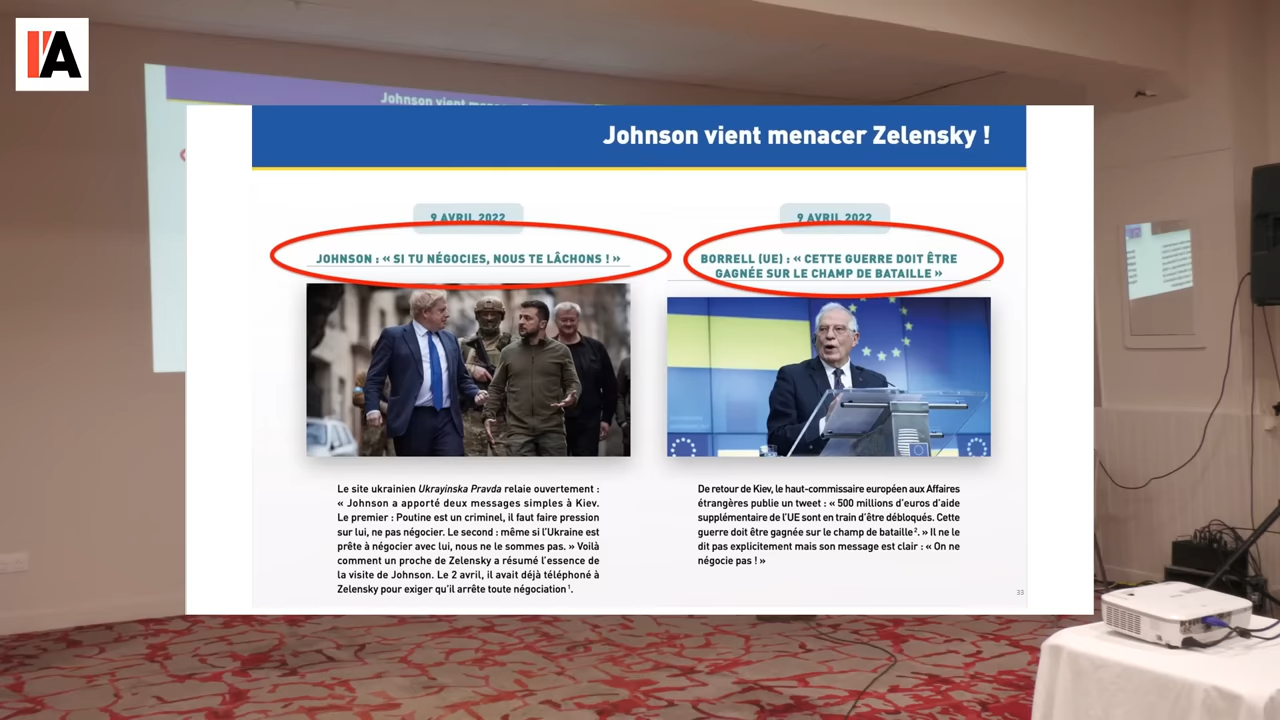 I'A
Johnson vient
Johnson vient menacer Zelensky !
9 AVRIL 2022
JOHNSON : « SI TU NÉGOCIES, NOUS TE LÂCHONS ! »
Le site ukrainien Ukrayinska Pravda relaie ouvertement :
« Johnson a apporté deux messages simples à Kiev.
Le premier : Poutine est un criminel, il faut faire pression
sur lui, ne pas négocier. Le second : même si l'Ukraine est
prête à négocier avec lui, nous ne le sommes pas. » Voilà
comment un proche de Zelensky a résumé l'essence de
la visite de Johnson. Le 2 avril, il avait déjà téléphoné à
Zelensky pour exiger qu'il arrête toute négociation¹.
9 AVRIL 2022
BORRELL (UE) : « CETTE GUERRE DOIT ÊTRE
GAGNÉE SUR LE CHAMP DE BATAILLE »
De retour de Kiev, le haut-commissaire européen aux Affaires
étrangères publie un tweet : « 500 millions d'euros d'aide
supplémentaire de l'UE sont en train d'être débloqués. Cette
guerre doit être gagnée sur le champ de bataille². » Il ne le
dit pas explicitement mais son message est clair : « On ne
négocie pas ! »
33